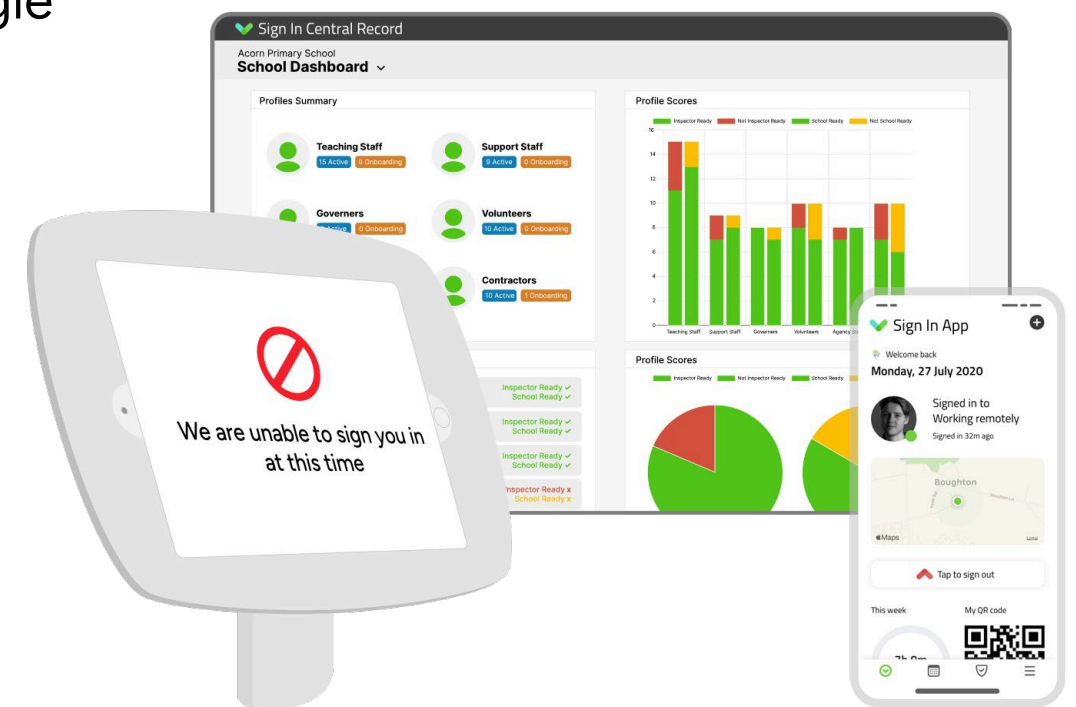 gle
Sign In Central Record
Acorn Primary School
School Dashboard
Profiles Summary
Teaching Staff
15 Active 0 Onboarding
Support Staff
9 Active 0 Onboarding
Governers
Active 0 Onboarding
Volunteers
10 Active 0 Onboarding
Contractors
10 Active 1 Onboarding
Profile Scores
Inspector Ready Not Inspector Ready School Ready Not School Ready
16
14
12
10
8
6
4
2
0
Teaching Staff Support Staff Governers Volunteers Agency
Inspector Ready ✓
School Ready ✓
Inspector Ready ✓
School Ready ✓
Inspector Ready ✓
School Ready ✓
Inspector Ready x
School Ready x
Profile Scores
Inspector Ready Not Inspector Ready School Ready
We are unable to sign you in
at this time
Sign In App
Welcome back
Monday, 27 July 2020
Signed in to
Working remotely
Signed in 32m ago
Boughton
Maps
Legal
Tap to sign out
This week
My QR code
7h 0m